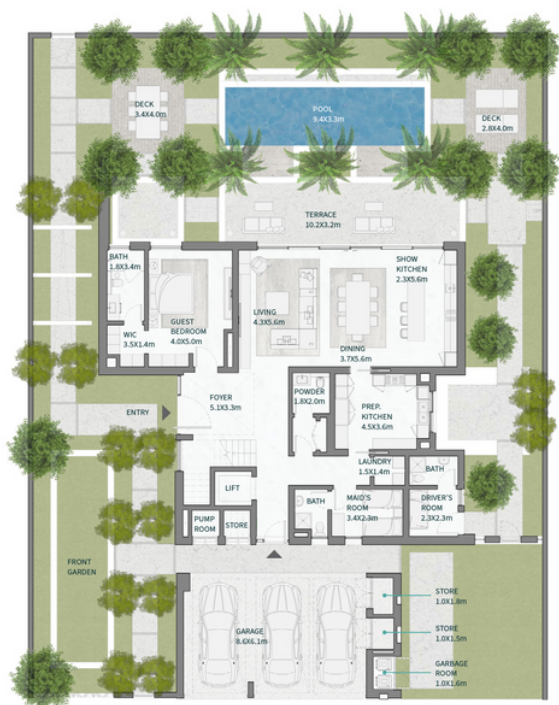 DECK
3.4X4.0m
POOL
9.4X3.3m
DECK
2.8X4.0m
TERRACE
10.2X3.2m
BATH
1.8X3.4m
SHOW
KITCHEN
2.3X5.6m
LIVING
4.3X5.6m
GUEST
BEDROOM
4.0X5.0m
WIC
3.5X1.4m
DINING
3.7X5.6m
FOYER
5.1X3.3m
POWDER
1.8X2.0m
PREP.
KITCHEN
4.5X3.6m
ENTRY
LAUNDRY
1.5X1.4m
BATH
LIFT
BATH
MAID'S
ROOM
3.4X2.3m
DRIVER'S
ROOM
2.3X2.3m
PUMP
ROOM
STORE
FRONT
GARDEN
STORE
1.0X1.8m
GARAGE
8.6X6.1m
STORE
1.0X1.5m
GARBAGE
ROOM
1.0X1.6m